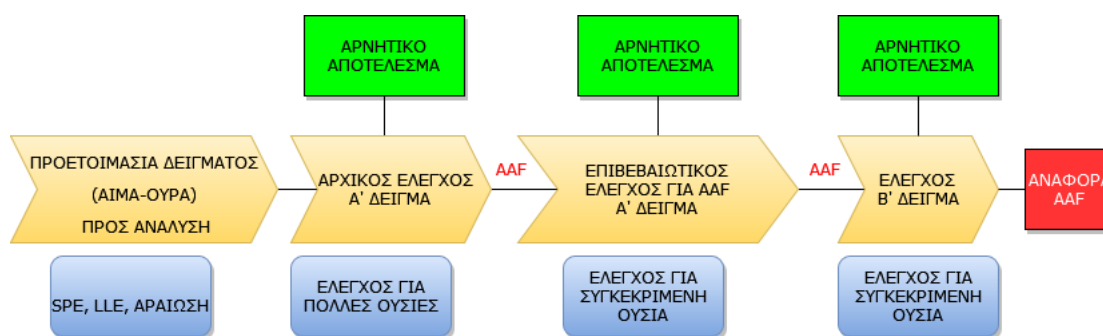 ΑΡΝΗΤΙΚΟ
ΑΠΟΤΕΛΕΣΜΑ
ΑΡΝΗΤΙΚΟ
ΑΠΟΤΕΛΕΣΜΑ
ΑΡΝΗΤΙΚΟ
ΑΠΟΤΕΛΕΣΜΑ
ΠΡΟΕΤΟΙΜΑΣΙΑ ΔΕΙΓΜΑΤΟΣ
(ΑΙΜΑ-ΟΥΡΑ)
ΠΡΟΣ ΑΝΑΛΥΣΗ
ΑΡΧΙΚΟΣ ΕΛΕΓΧΟΣ
Α' ΔΕΙΓΜΑ
AAF
ΕΠΙΒΕΒΑΙΩΤΙΚΟΣ
ΕΛΕΓΧΟΣ ΓΙΑ AAF
Α' ΔΕΙΓΜΑ
AAF
ΕΛΕΓΧΟΣ
Β' ΔΕΙΓΜΑ
ΑΝΑΦΟΡΑ
AAF
SPE, LLE, ΑΡΑΙΩΣΗ
ΕΛΕΓΧΟΣ ΓΙΑ
ΠΟΛΛΕΣ ΟΥΣΙΕΣ
ΕΛΕΓΧΟΣ ΓΙΑ
ΣΥΓΚΕΚΡΙΜΕΝΗ
ΟΥΣΙΑ
ΕΛΕΓΧΟΣ ΓΙΑ
ΣΥΓΚΕΚΡΙΜΕΝΗ
ΟΥΣΙΑ